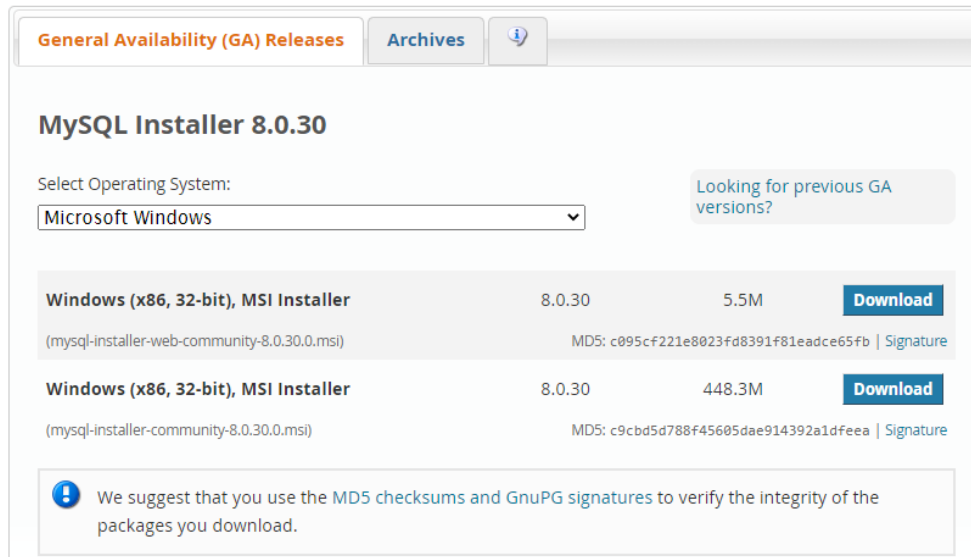 General Availability (GA) Releases
Archives
MySQL Installer 8.0.30
Select Operating System:
Looking for previous GA
versions?
Microsoft Windows
Windows (x86, 32-bit), MSI Installer 8.0.30 5.5M Download
(mysql-installer-web-community-8.0.30.0.msi) MD5: c095cf221e8023fd8391f81eadce65fb | Signature
Windows (x86, 32-bit), MSI Installer 8.0.30 448.3M Download
(mysql-installer-community-8.0.30.0.msi) MD5: c9cbd5d788f45605dae914392a1dfeea | Signature
We suggest that you use the MD5 checksums and GnuPG signatures to verify the integrity of the
packages you download.